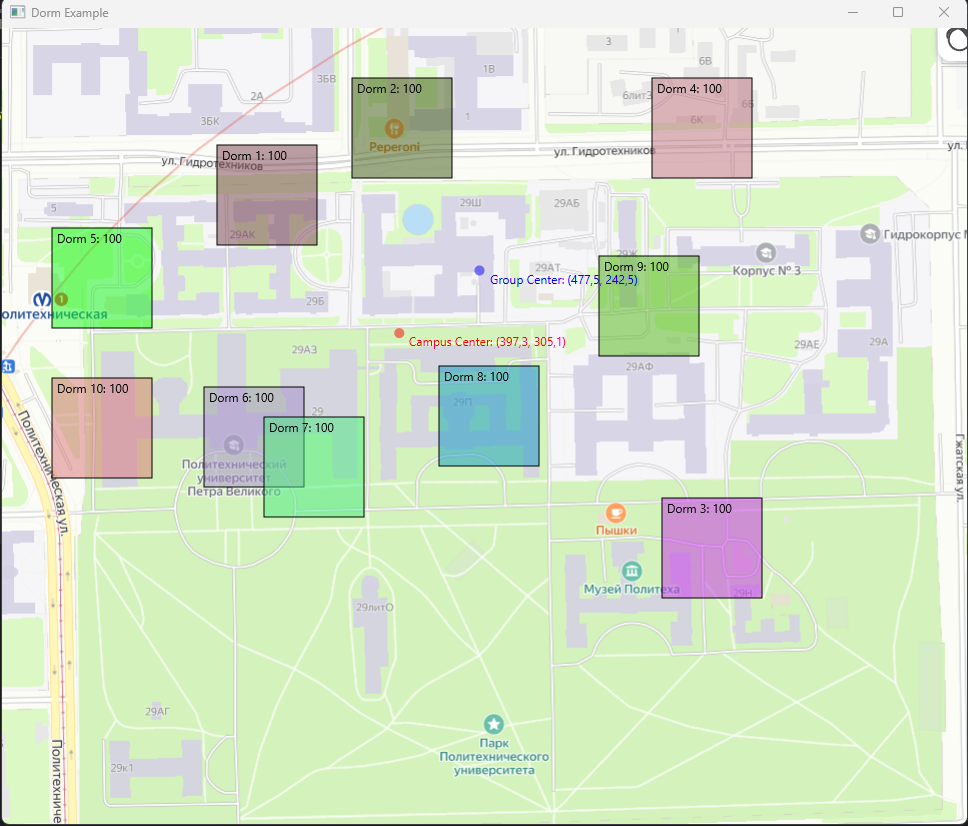 Dorm Example
3
1В
6В
3БВ
2А
6литЗ
6Б
Dorm 2: 100
Dorm 4: 100
6К
1
3БК
Peperoni
ул. Гидротехников
ул. Гидротехников
ул.
Dorm 1: 100
5
29Ш
29АБ
29АК
Dorm 5: 100
Гидрокорпус
29Ж
Корпус № 3
29АТ
Dorm 9: 100
Group Center: (477,5, 242,5)
1
29Б
олитехническая
Campus Center: (397,3, 305,1)
29А
29АЕ
29АЗ
29АФ
Dorm 8: 100
Dorm 10: 100
Dorm 6: 100
29П
29
Dorm 7: 100
Политехническая ул.
Политехнический
университет
Петра Великого
Гжатская ул.
Dorm 3: 100
Пышки
Музей Политеха
29Н
29литО
29АГ
Парк
Политехнического
университета
29к1
Политехниче